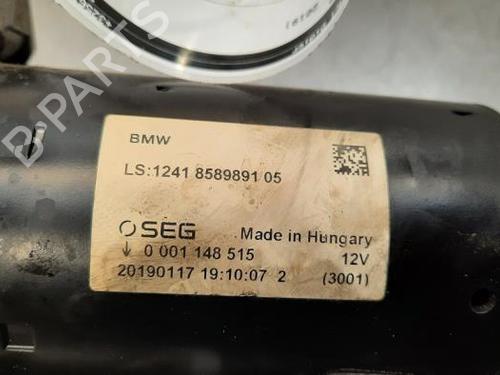 BMW
LS:1241 8589891 05
SEG Made in Hungary
↓ 0 001 148 515 12V
20190117 19:10:07 2 (3001)
B-PARTS